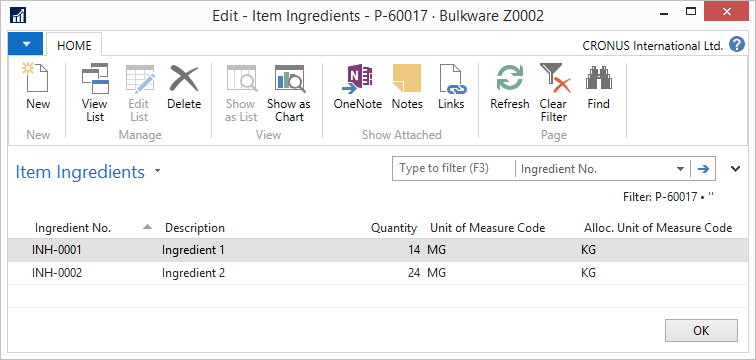 Edit - Item Ingredients - P-60017 · Bulkware Z0002
HOME
CRONUS International Ltd.
New
View List
Edit List
Delete
Show as List
Show as Chart
OneNote
Notes
Links
Refresh
Clear Filter
Find
New
Manage
View
Show Attached
Page
Item Ingredients
Type to filter (F3)
Ingredient No.
Filter: P-60017 • ''
Ingredient No. Description Quantity Unit of Measure Code Alloc. Unit of Measure Code
INH-0001 Ingredient 1 14 MG KG
INH-0002 Ingredient 2 24 MG KG
OK